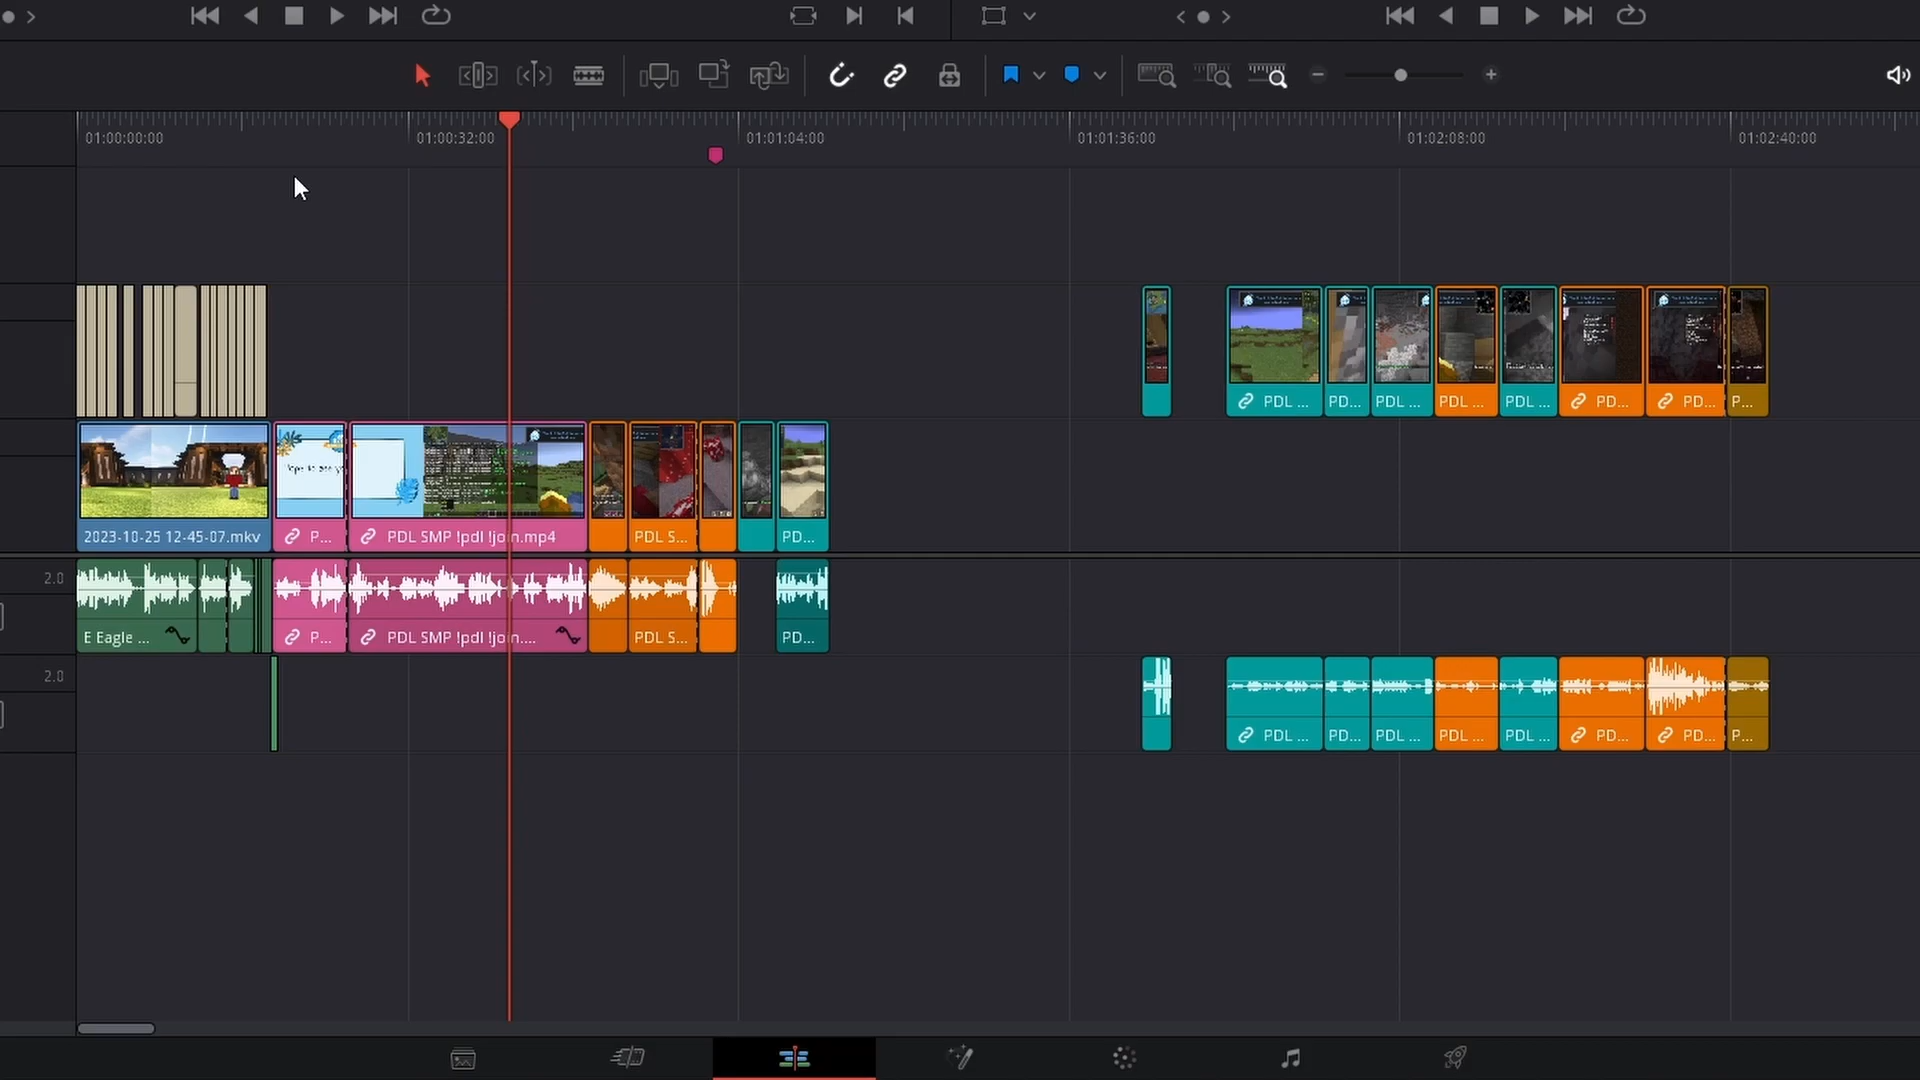 01:00:00:00
01:00:32:00
01:01:04:00
01:01:36:00
01:02:08:00
01:02:40:00
PDL ...
PD...
PDL ...
PDL ...
PDL ...
PD...
PD...
P...
2023-10-25 12-45-07.mkv
P...
PDL SMP !pdl !join.mp4
PDL S...
PD...
2.0
E Eagle ...
P...
PDL SMP !pdl !join....
PDL S...
PD...
2.0
PDL ...
PD...
PDL ...
PDL ...
PDL ...
PD...
PD...
P...